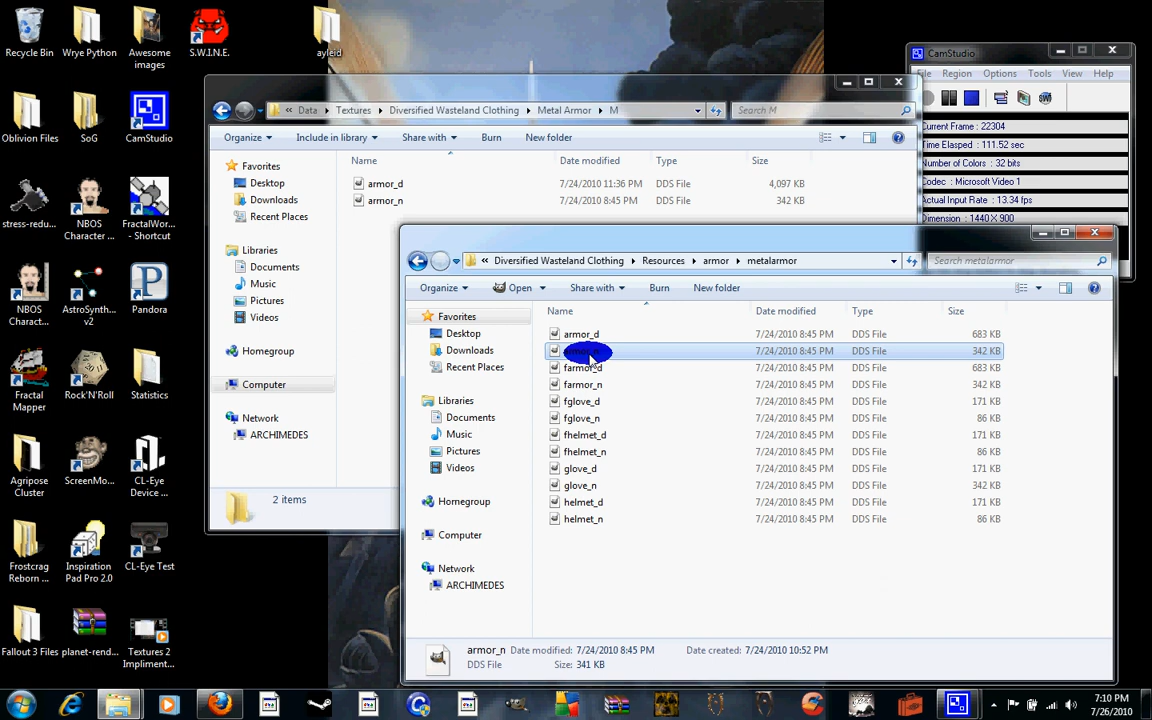 Recycle Bin
Wrye Python
Awesome images
S.W.I.N.E.
ayleid
Oblivion Files
SoG
CamStudio
stress-redu...
NBOS Character ...
FractalWor... - Shortcut
NBOS Charact...
AstroSynth... v2
Pandora
Fractal Mapper
Rock'N'Roll
Statistics
Agripose Cluster
ScreenMo...
CL-Eye Device ...
Frostcrag Reborn ...
Inspiration Pad Pro 2.0
CL-Eye Test
Fallout 3 Files
planet-rend...
Textures 2 Impliment...
« Data Textures Diversified Wasteland Clothing Metal Armor M
Search M
Organize Include in library Share with Burn New folder
Name Date modified Type Size
armor_d 7/24/2010 11:36 PM DDS File 4,097 KB
armor_n 7/24/2010 8:45 PM DDS File 342 KB
Favorites
Desktop
Downloads
Recent Places
Libraries
Documents
Music
Pictures
Videos
Homegroup
Computer
Network
ARCHIMEDES
2 items
CamStudio
File Region Options Tools View Help
Current Frame : 22304
Time Elasped : 111.52 sec
Number of Colors : 32 bits
Codec : Microsoft Video 1
Actual Input Rate : 13.34 fps
Dimension : 1440 X 900
« Diversified Wasteland Clothing Resources armor metalarmor
Search metalarmor
Organize Open Share with Burn New folder
Name Date modified Type Size
Favorites
Desktop
Downloads
Recent Places
Libraries
Documents
Music
Pictures
Videos
Homegroup
Computer
Network
ARCHIMEDES
armor_d 7/24/2010 8:45 PM DDS File 683 KB
7/24/2010 8:45 PM DDS File 342 KB
farmor_d 7/24/2010 8:45 PM DDS File 683 KB
farmor_n 7/24/2010 8:45 PM DDS File 342 KB
fglove_d 7/24/2010 8:45 PM DDS File 171 KB
fglove_n 7/24/2010 8:45 PM DDS File 86 KB
fhelmet_d 7/24/2010 8:45 PM DDS File 171 KB
fhelmet_n 7/24/2010 8:45 PM DDS File 86 KB
glove_d 7/24/2010 8:45 PM DDS File 171 KB
glove_n 7/24/2010 8:45 PM DDS File 342 KB
helmet_d 7/24/2010 8:45 PM DDS File 171 KB
helmet_n 7/24/2010 8:45 PM DDS File 86 KB
armor_n Date modified: 7/24/2010 8:45 PM Date created: 7/24/2010 10:52 PM
DDS File Size: 341 KB
7:10 PM
7/26/2010